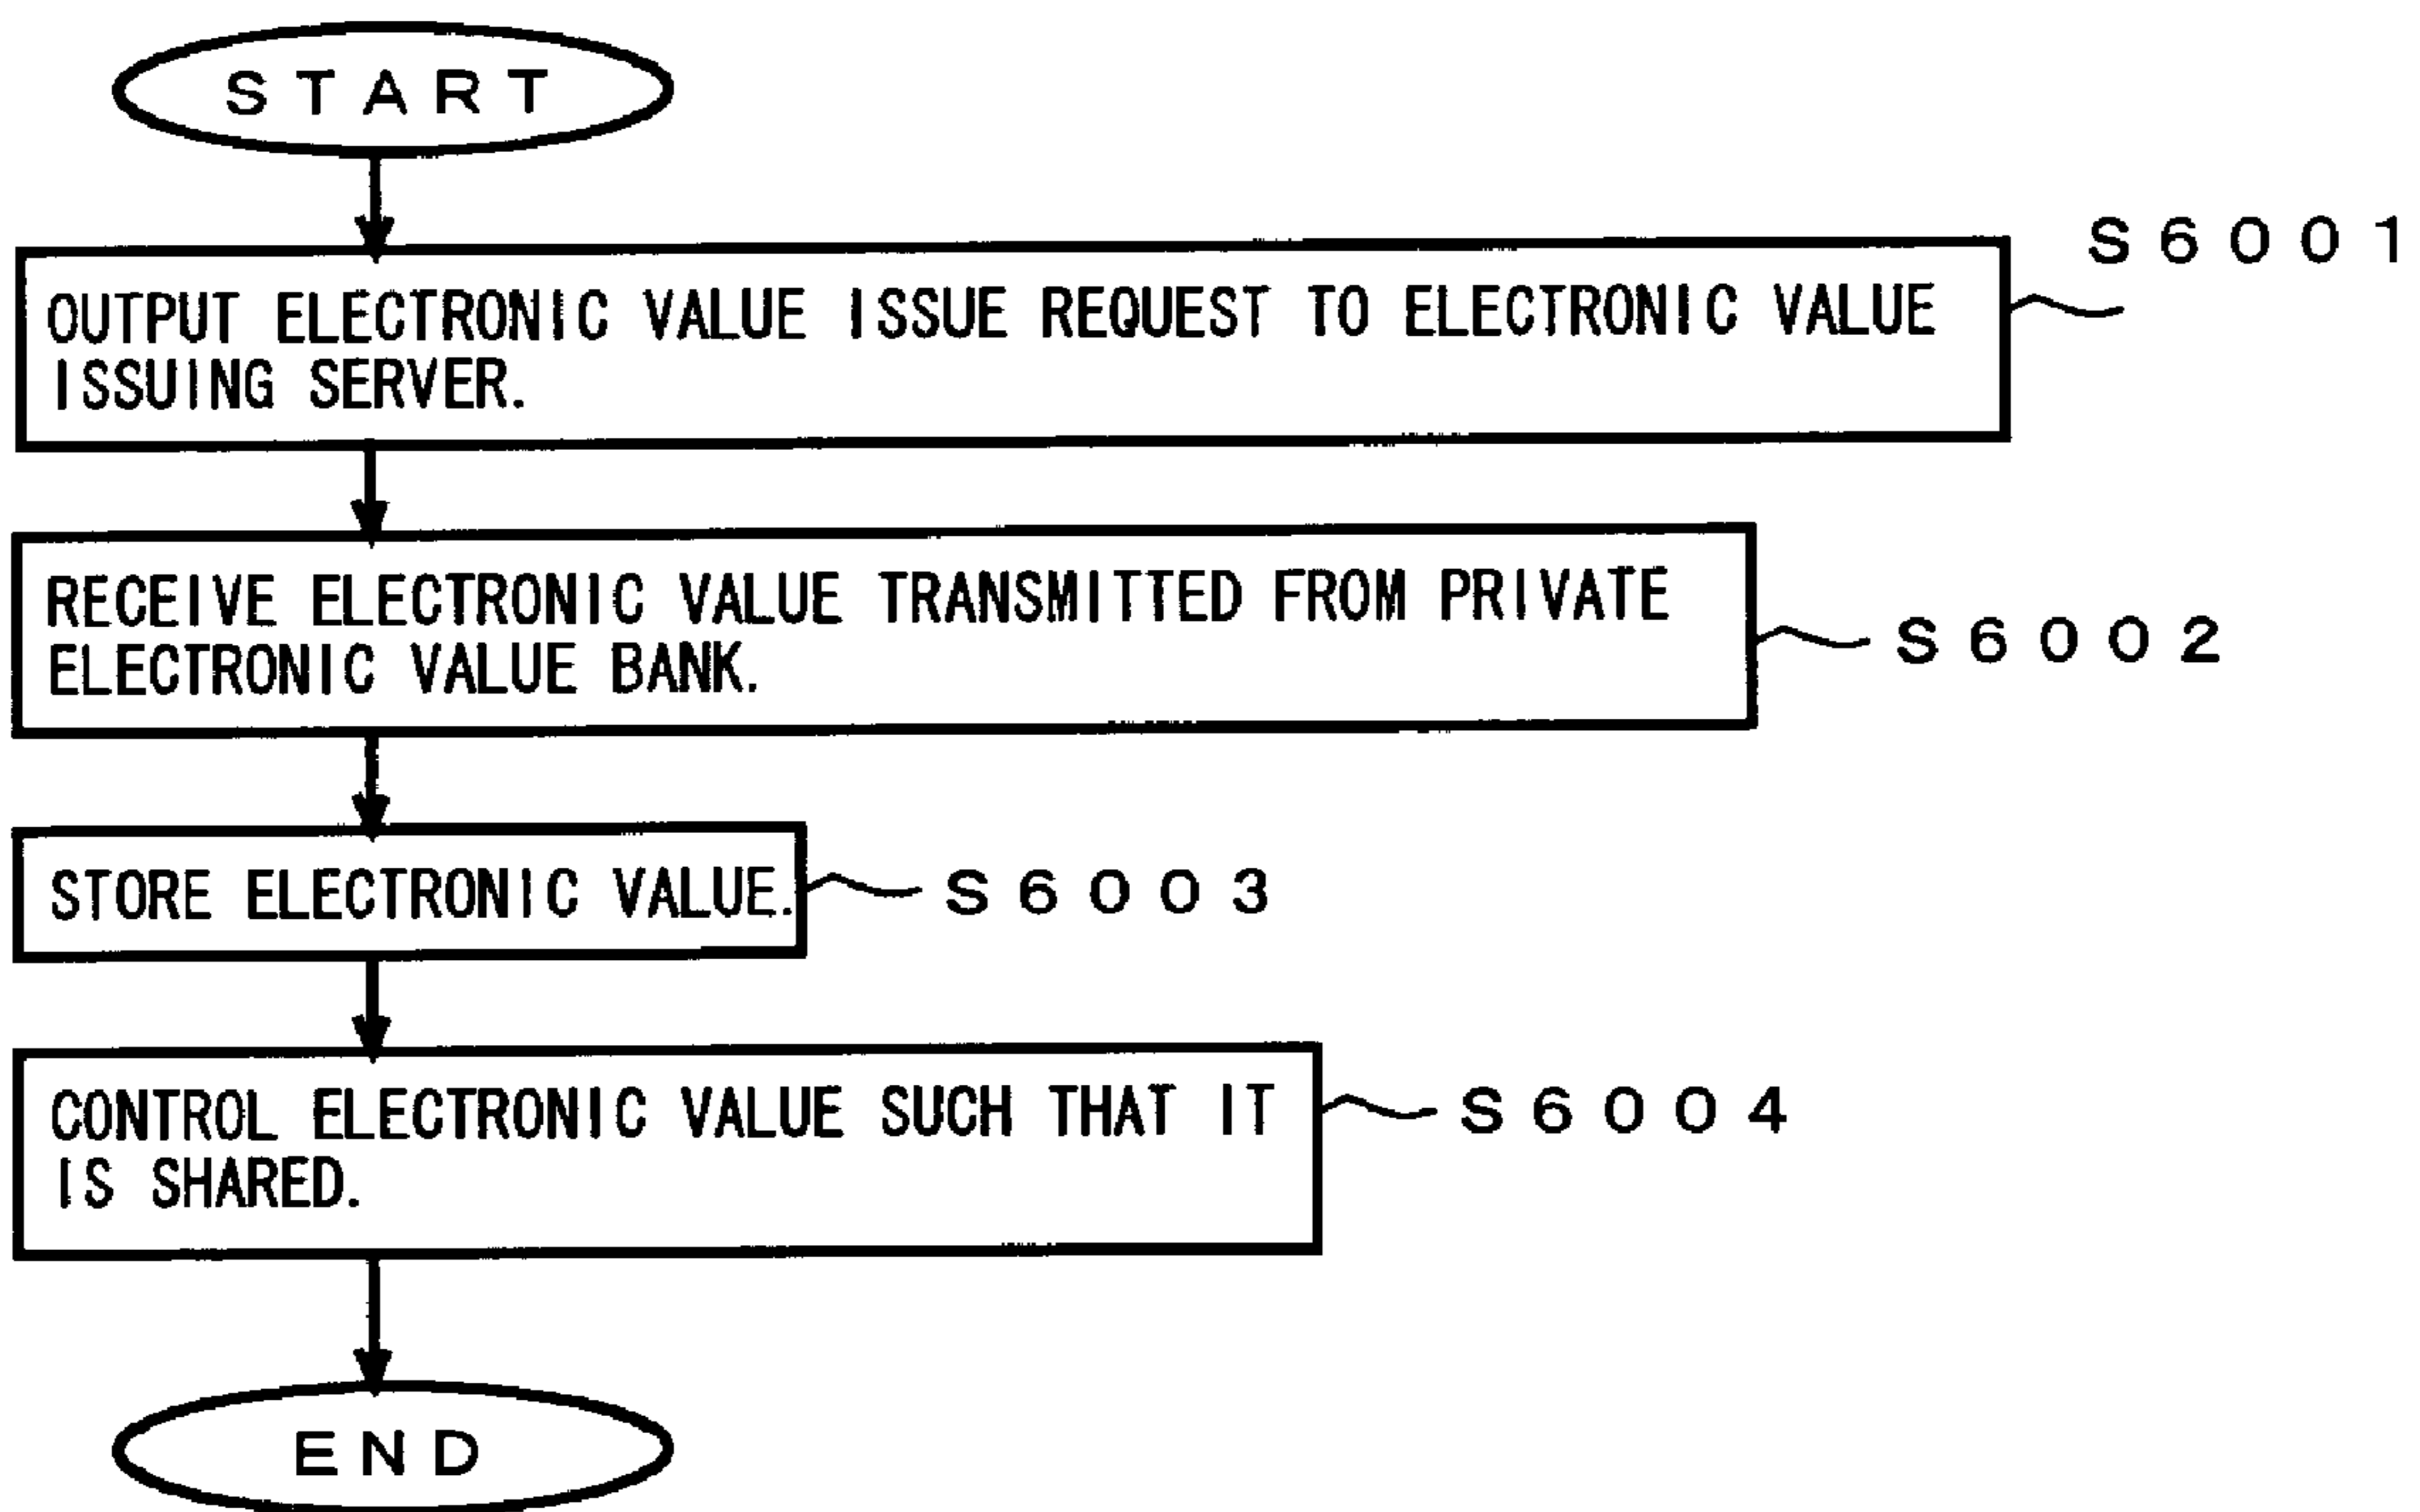 START
S6001
OUTPUT ELECTRONIC VALUE ISSUE REQUEST TO ELECTRONIC VALUE
ISSUING SERVER.
RECEIVE ELECTRONIC VALUE TRANSMITTED FROM PRIVATE
ELECTRONIC VALUE BANK.
S6002
STORE ELECTRONIC VALUE.
S6003
CONTROL ELECTRONIC VALUE SUCH THAT IT
IS SHARED.
S6004
END